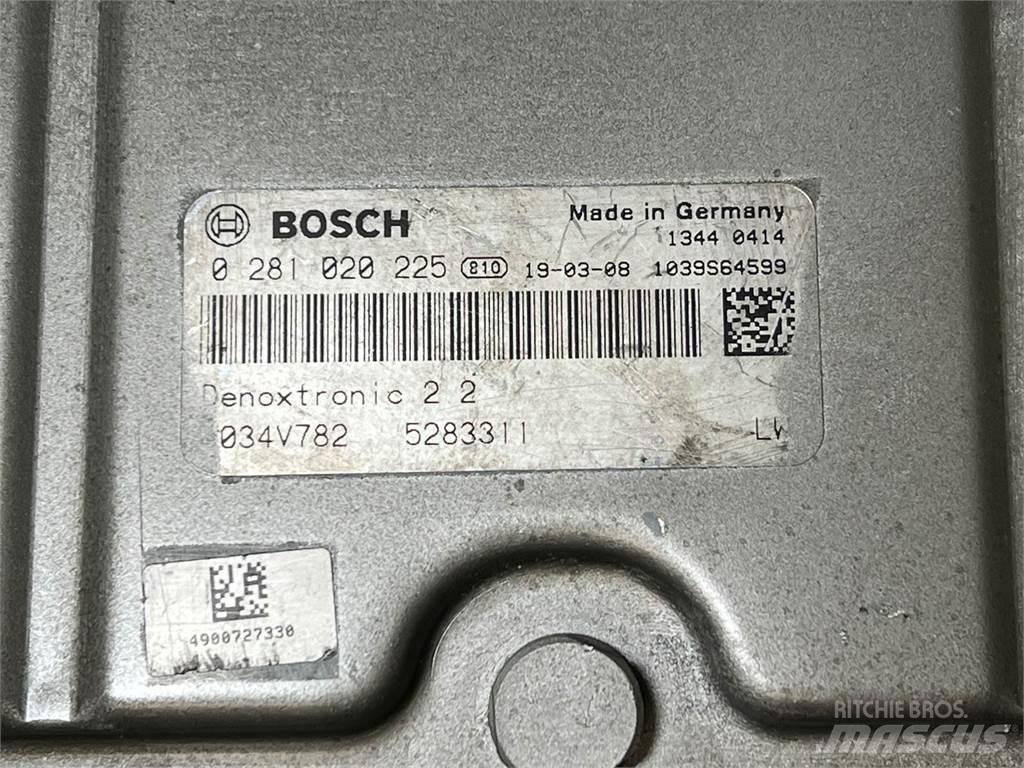 BOSCH Made in Germany
1344 0414
0 281 020 225 810 19-03-08 1039S64599
Denoxtronic 2 2
034V782 5283311
4900727330
RITCHIE BROS.
MASCUS